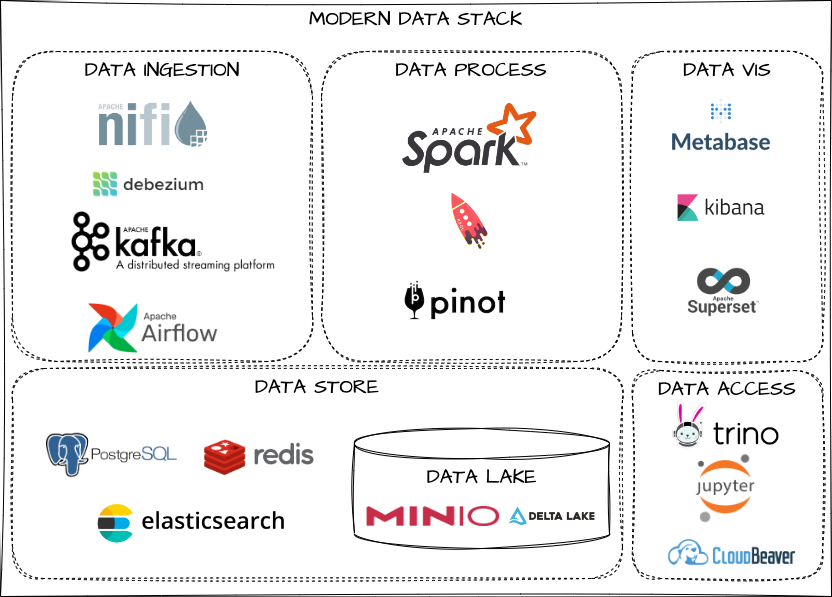 MODERN DATA STACK
DATA INGESTION
APACHE
nifi
debezium
APACHE
kafka®
A distributed streaming platform
Apache
Airflow
DATA PROCESS
APACHE
Spark™
pinot
DATA VIS
Metabase
kibana
Apache
Superset™
DATA STORE
PostgreSQL
redis
elasticsearch
DATA LAKE
MINIO
DELTA LAKE
DATA ACCESS
trino
jupyter
CloudBeaver